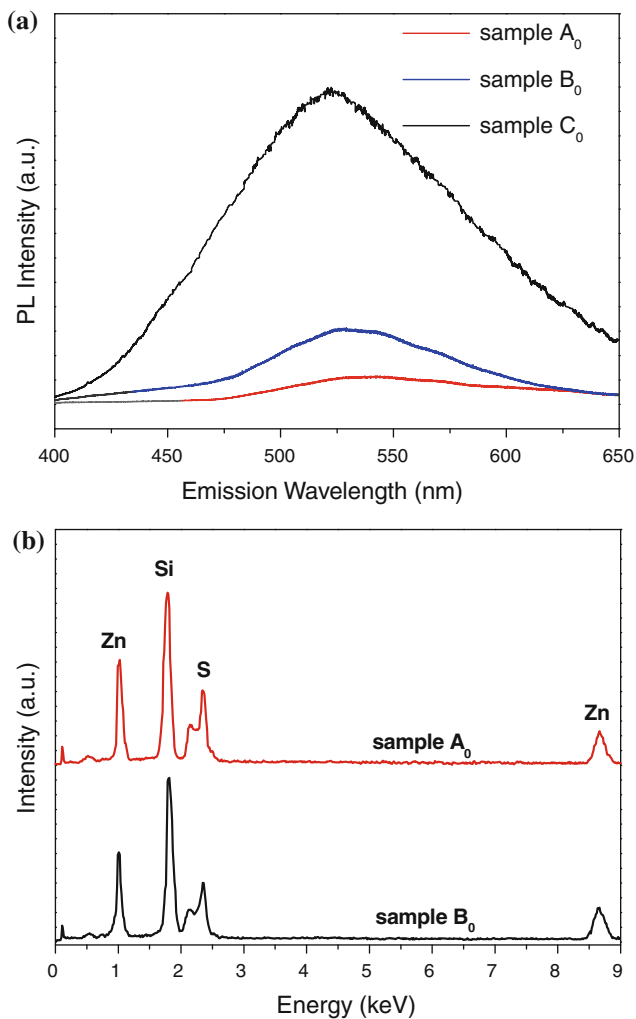 (a)
sample A₀
sample B₀
sample C₀
PL Intensity (a.u.)
400 450 500 550 600 650
Emission Wavelength (nm)
(b)
Si
Zn
S
Zn
sample A₀
Intensity (a.u.)
sample B₀
0 1 2 3 4 5 6 7 8 9
Energy (keV)